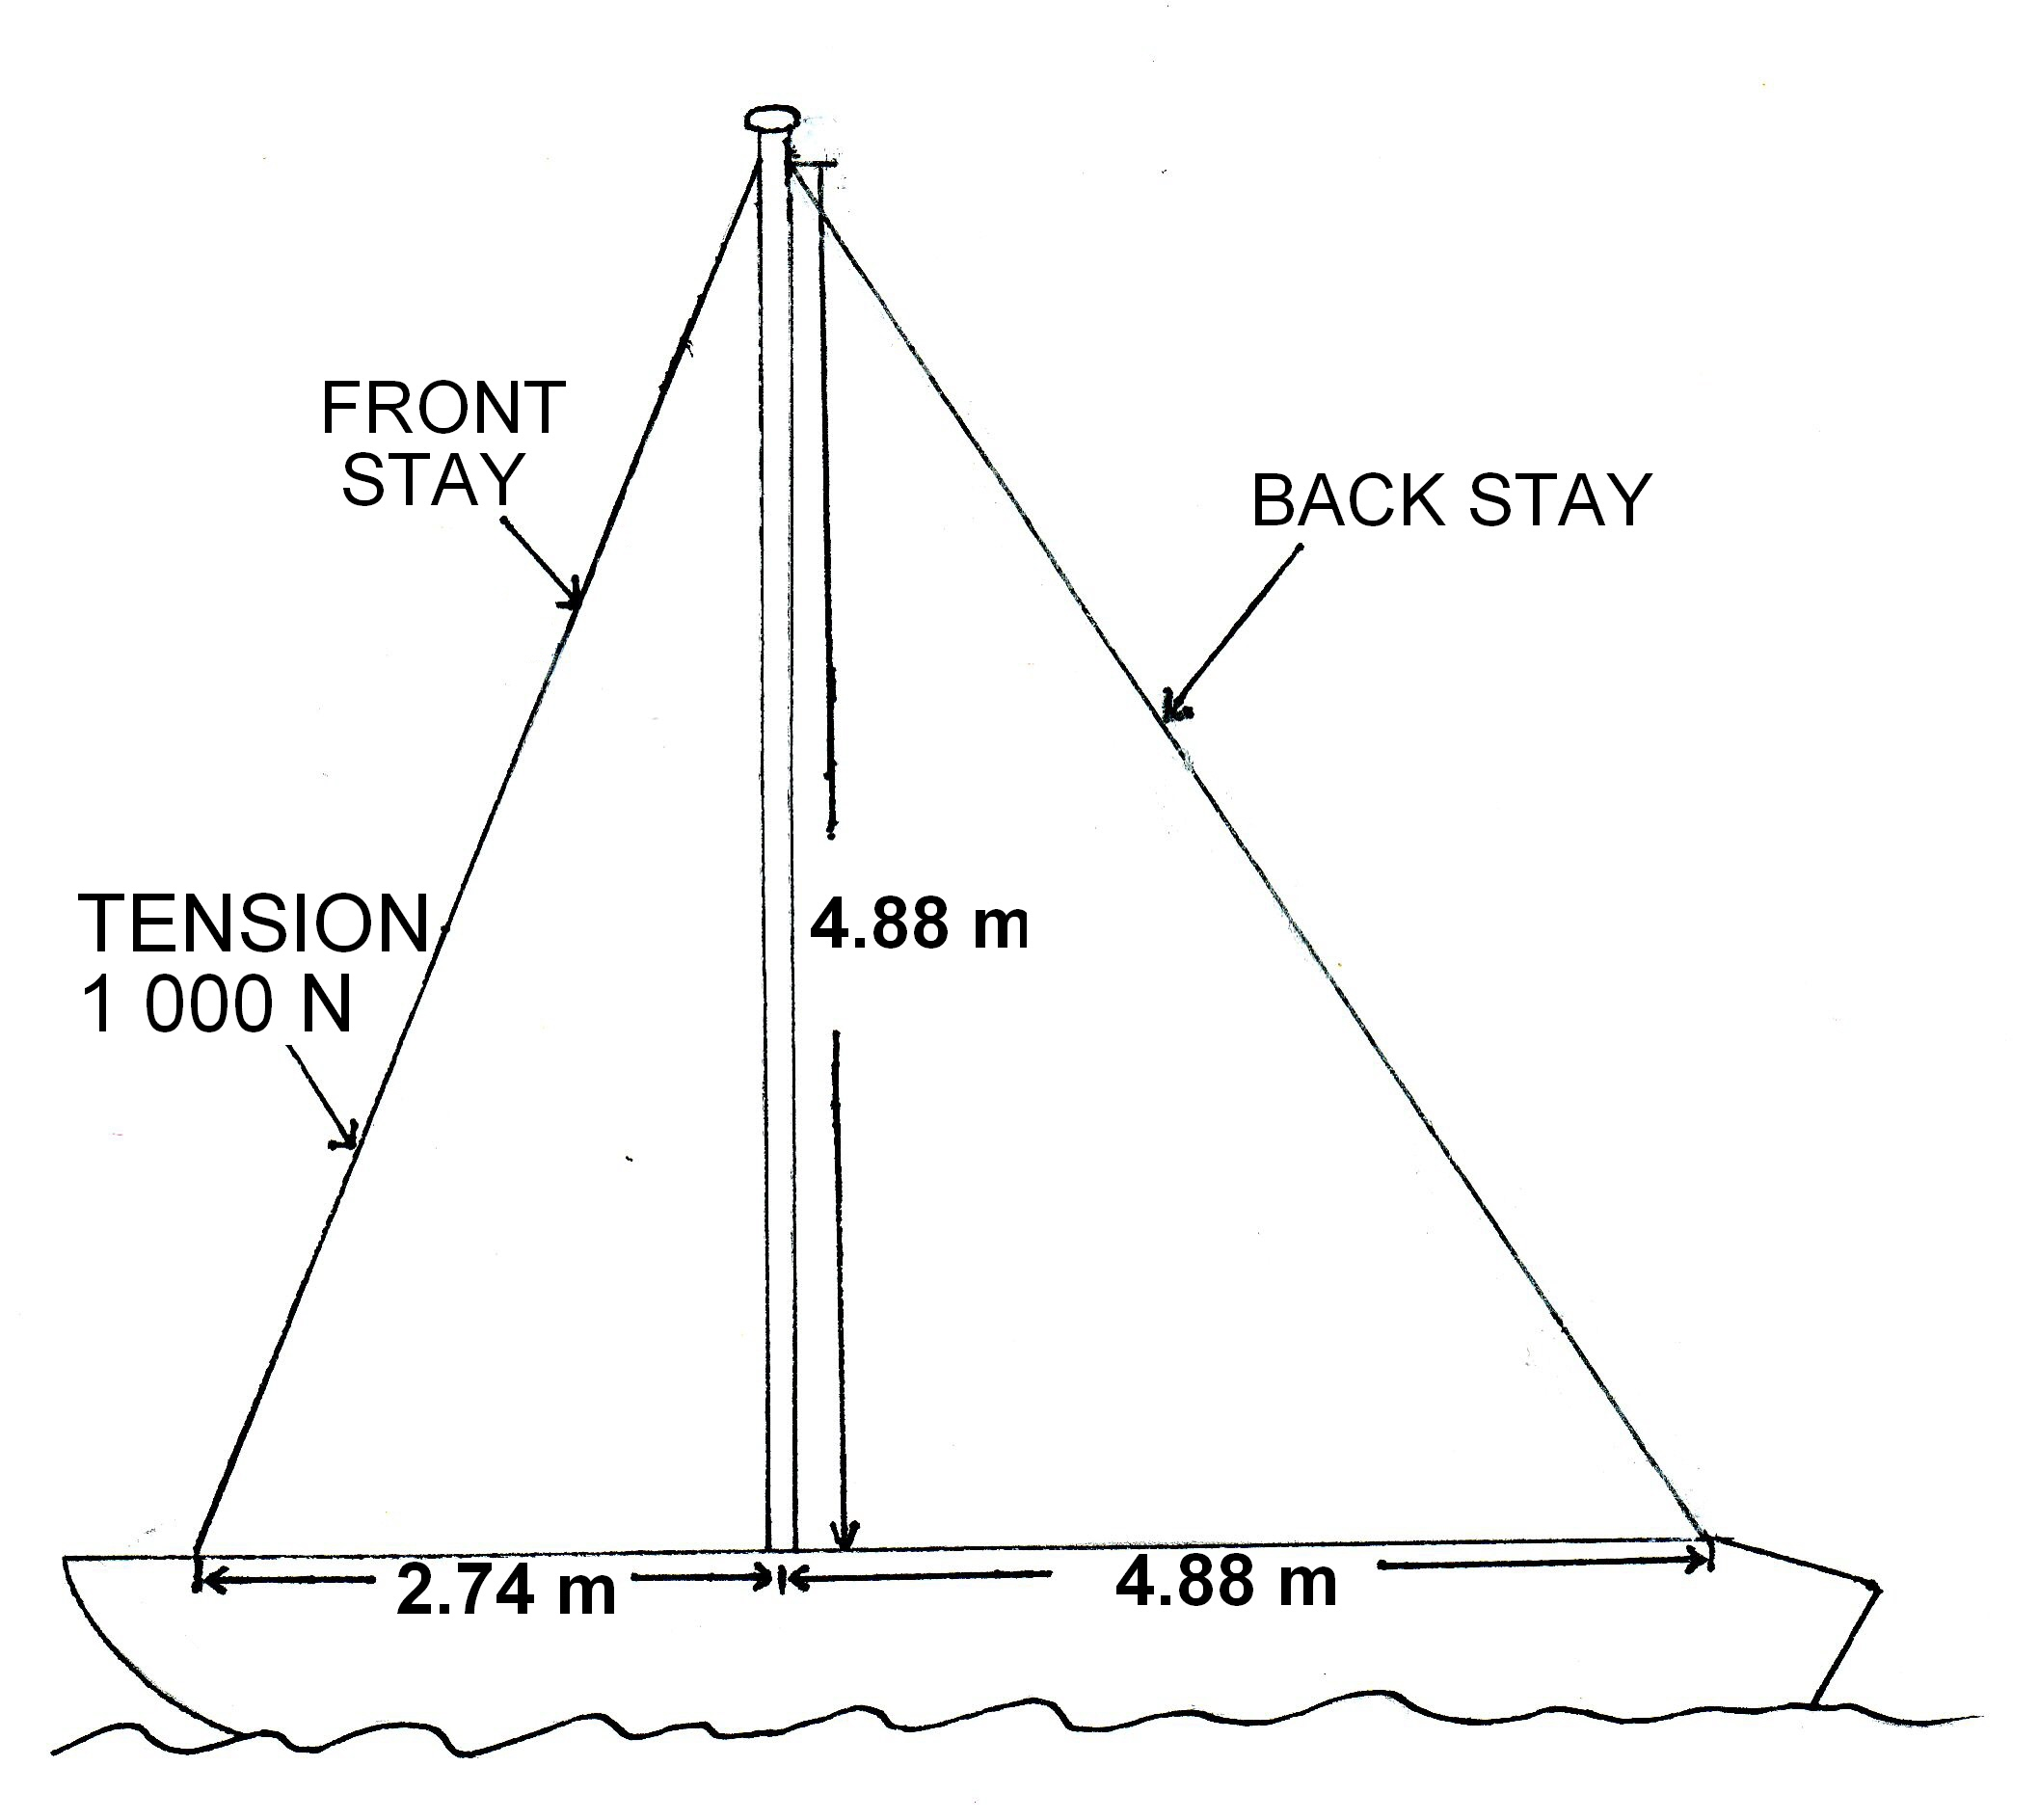 FRONT
STAY
BACK STAY
TENSION
1 000 N
4.88 m
2.74 m
4.88 m